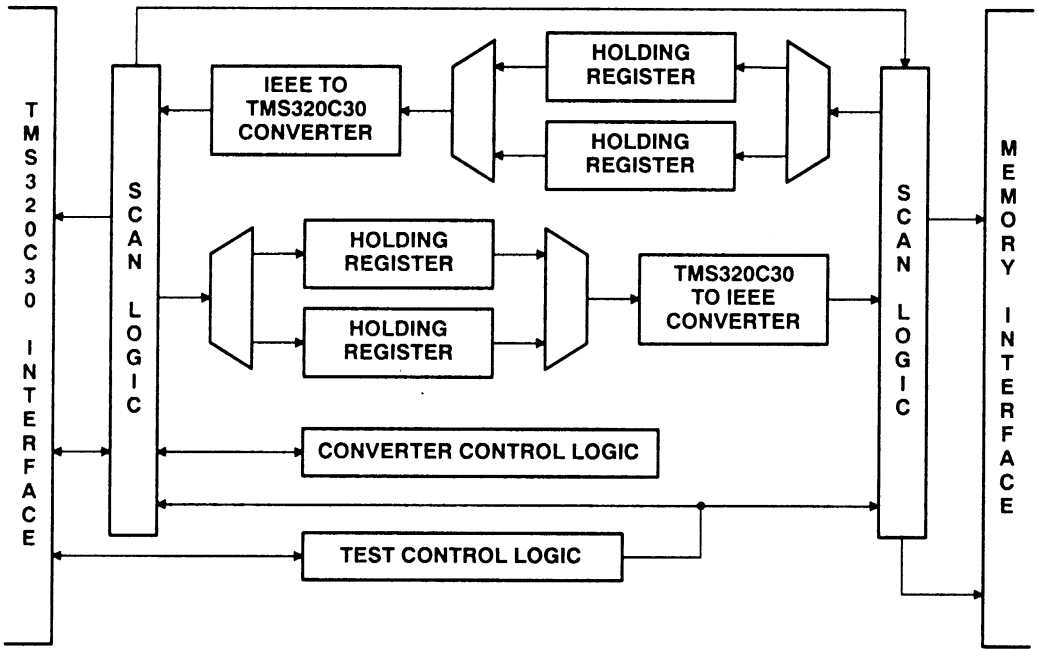 TMS320C30 INTERFACE
SCAN LOGIC
IEEE TO
TMS320C30
CONVERTER
HOLDING
REGISTER
HOLDING
REGISTER
HOLDING
REGISTER
HOLDING
REGISTER
TMS320C30
TO IEEE
CONVERTER
CONVERTER CONTROL LOGIC
TEST CONTROL LOGIC
SCAN LOGIC
MEMORY INTERFACE